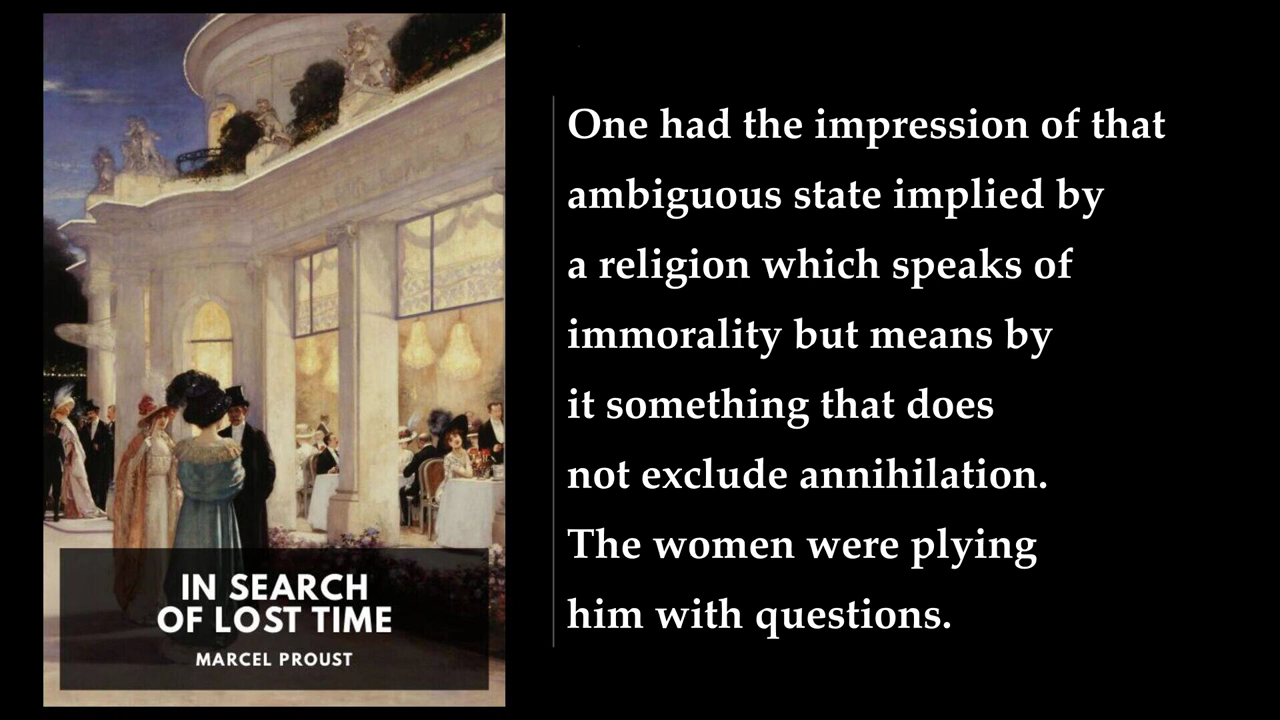 One had the impression of that
ambiguous state implied by
a religion which speaks of
immorality but means by
it something that does
not exclude annihilation.
The women were plying
him with questions.
IN SEARCH
OF LOST TIME
MARCEL PROUST